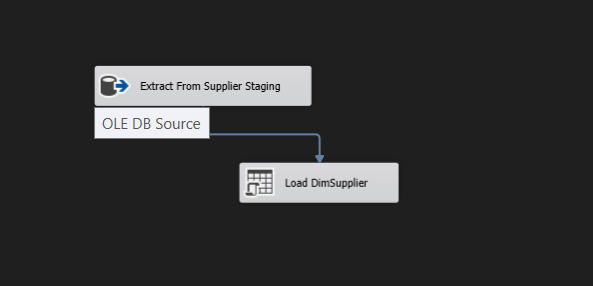 Extract From Supplier Staging
OLE DB Source
Load DimSupplier